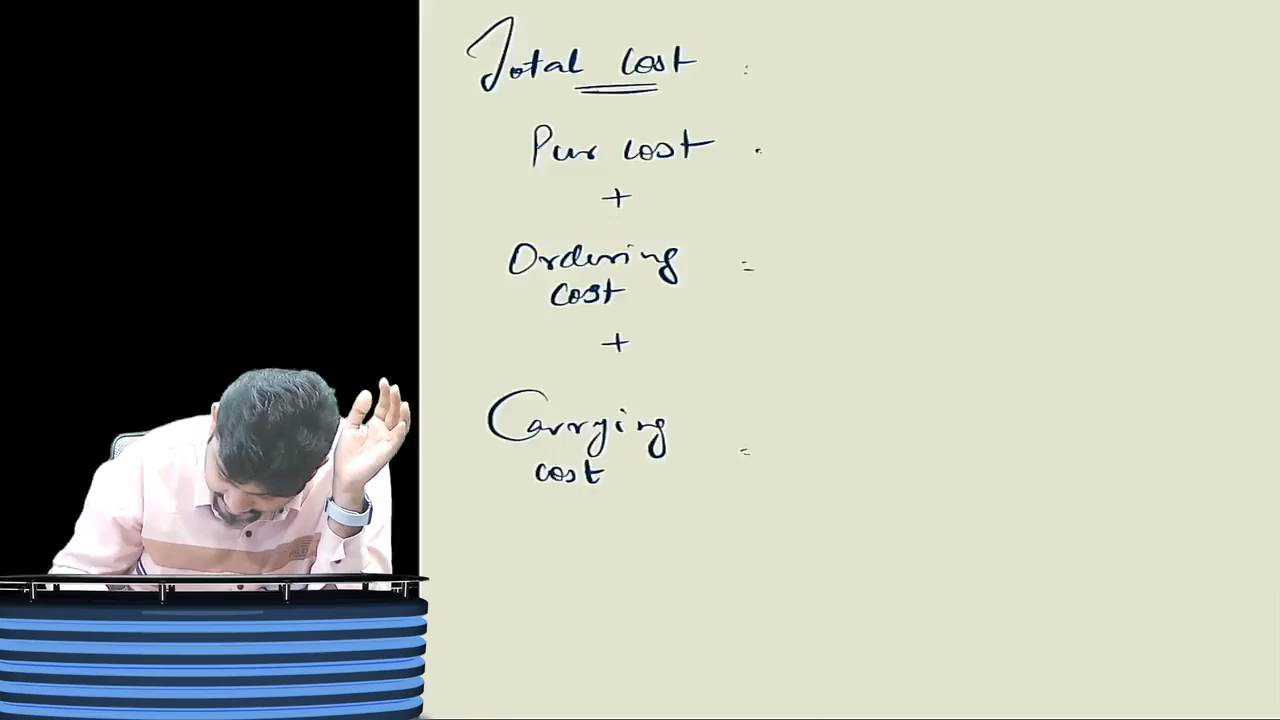 Total cost :
Pur cost .
+
Ordering =
cost
+
Carrying =
cost